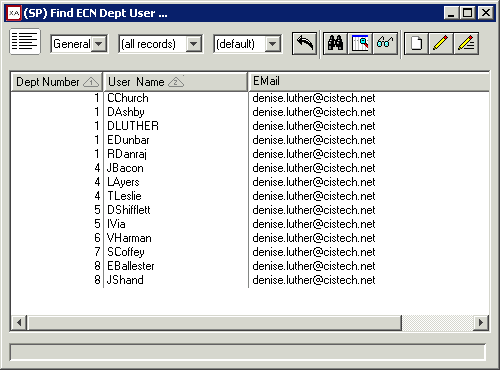 XA (SP) Find ECN Dept User ...
General (all records) (default)
Dept Number 1 User Name 2 EMail
1 CChurch denise.luther@cistech.net
1 DAshby denise.luther@cistech.net
1 DLUTHER denise.luther@cistech.net
1 EDunbar denise.luther@cistech.net
1 RDanraj denise.luther@cistech.net
4 JBacon denise.luther@cistech.net
4 LAyers denise.luther@cistech.net
4 TLeslie denise.luther@cistech.net
5 DShifflett denise.luther@cistech.net
5 IVia denise.luther@cistech.net
6 VHarman denise.luther@cistech.net
7 SCoffey denise.luther@cistech.net
8 EBallester denise.luther@cistech.net
8 JShand denise.luther@cistech.net